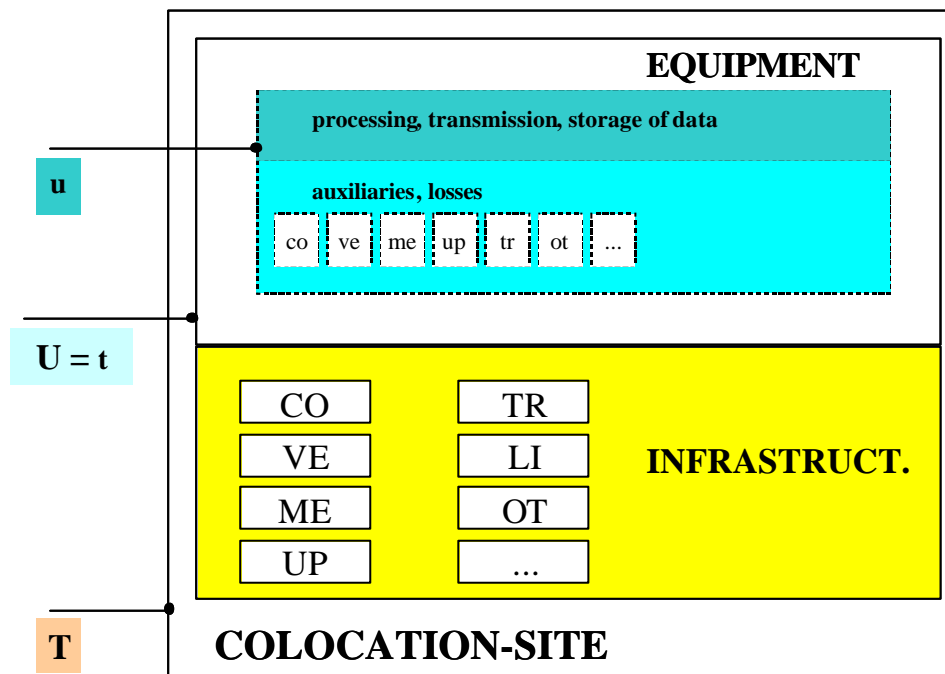 EQUIPMENT
processing, transmission, storage of data
u
auxiliaries, losses
co ve me up tr ot ...
U = t
CO TR
VE LI
INFRASTRUCT.
ME OT
UP ...
T
COLOCATION-SITE